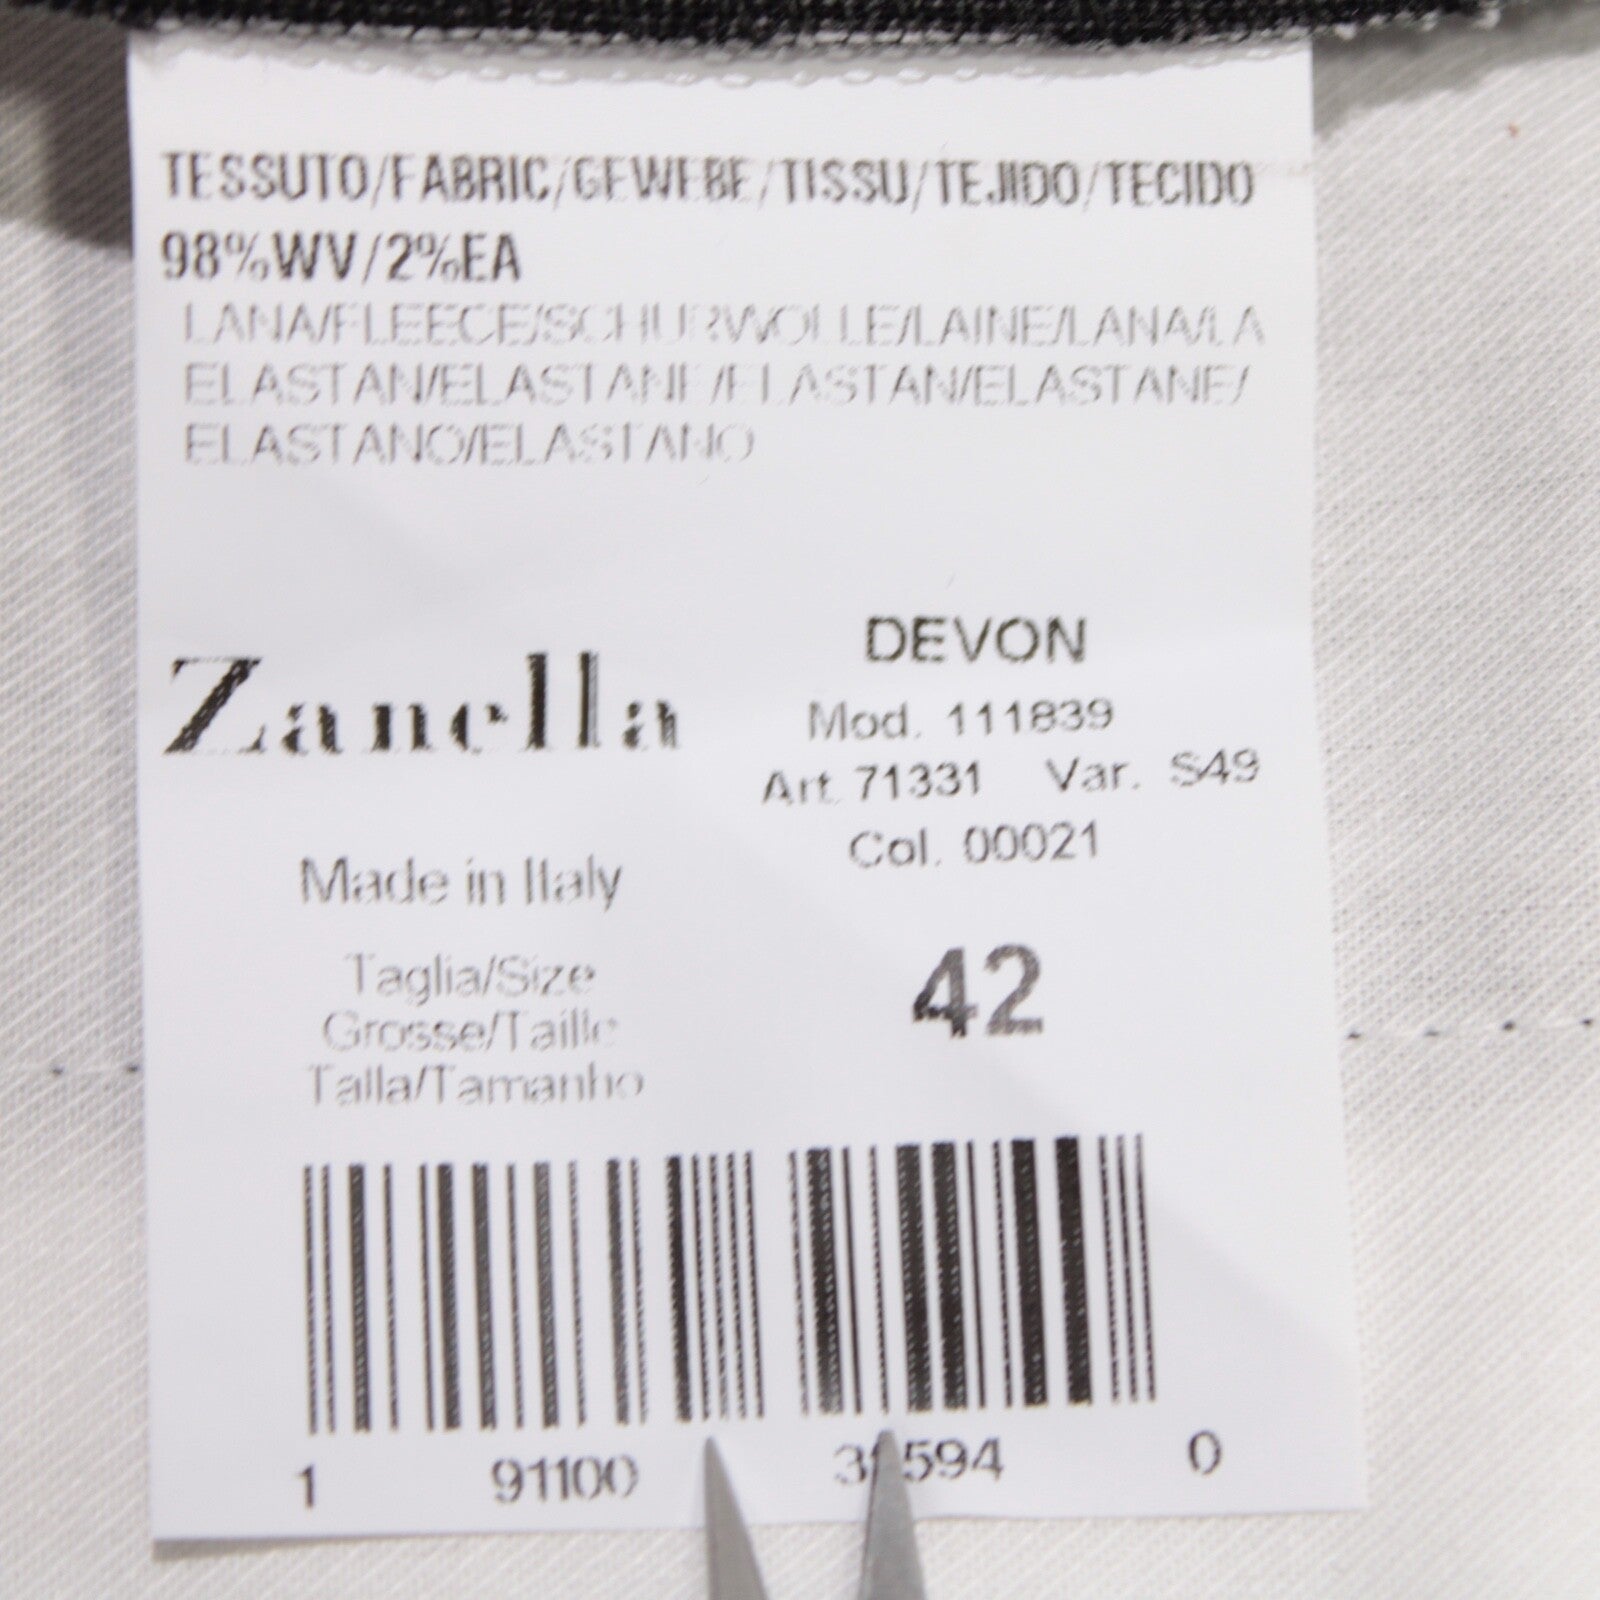 TESSUTO/FABRIC/GEWEBE/TISSU/TEJIDO/TECIDO
98%WV/2%EA
LANA/FLEECE/SCHURWOLLE/LAINE/LANA/LA
ELASTAN/ELASTANE/ELASTAN/ELASTANE/
ELASTANO/ELASTANO
Zanella
DEVON
Mod. 111839
Art. 71331 Var. S49
Col. 00021
Made in Italy
Taglia/Size
Grosse/Taille
Talla/Tamanho
42
1 91100 0